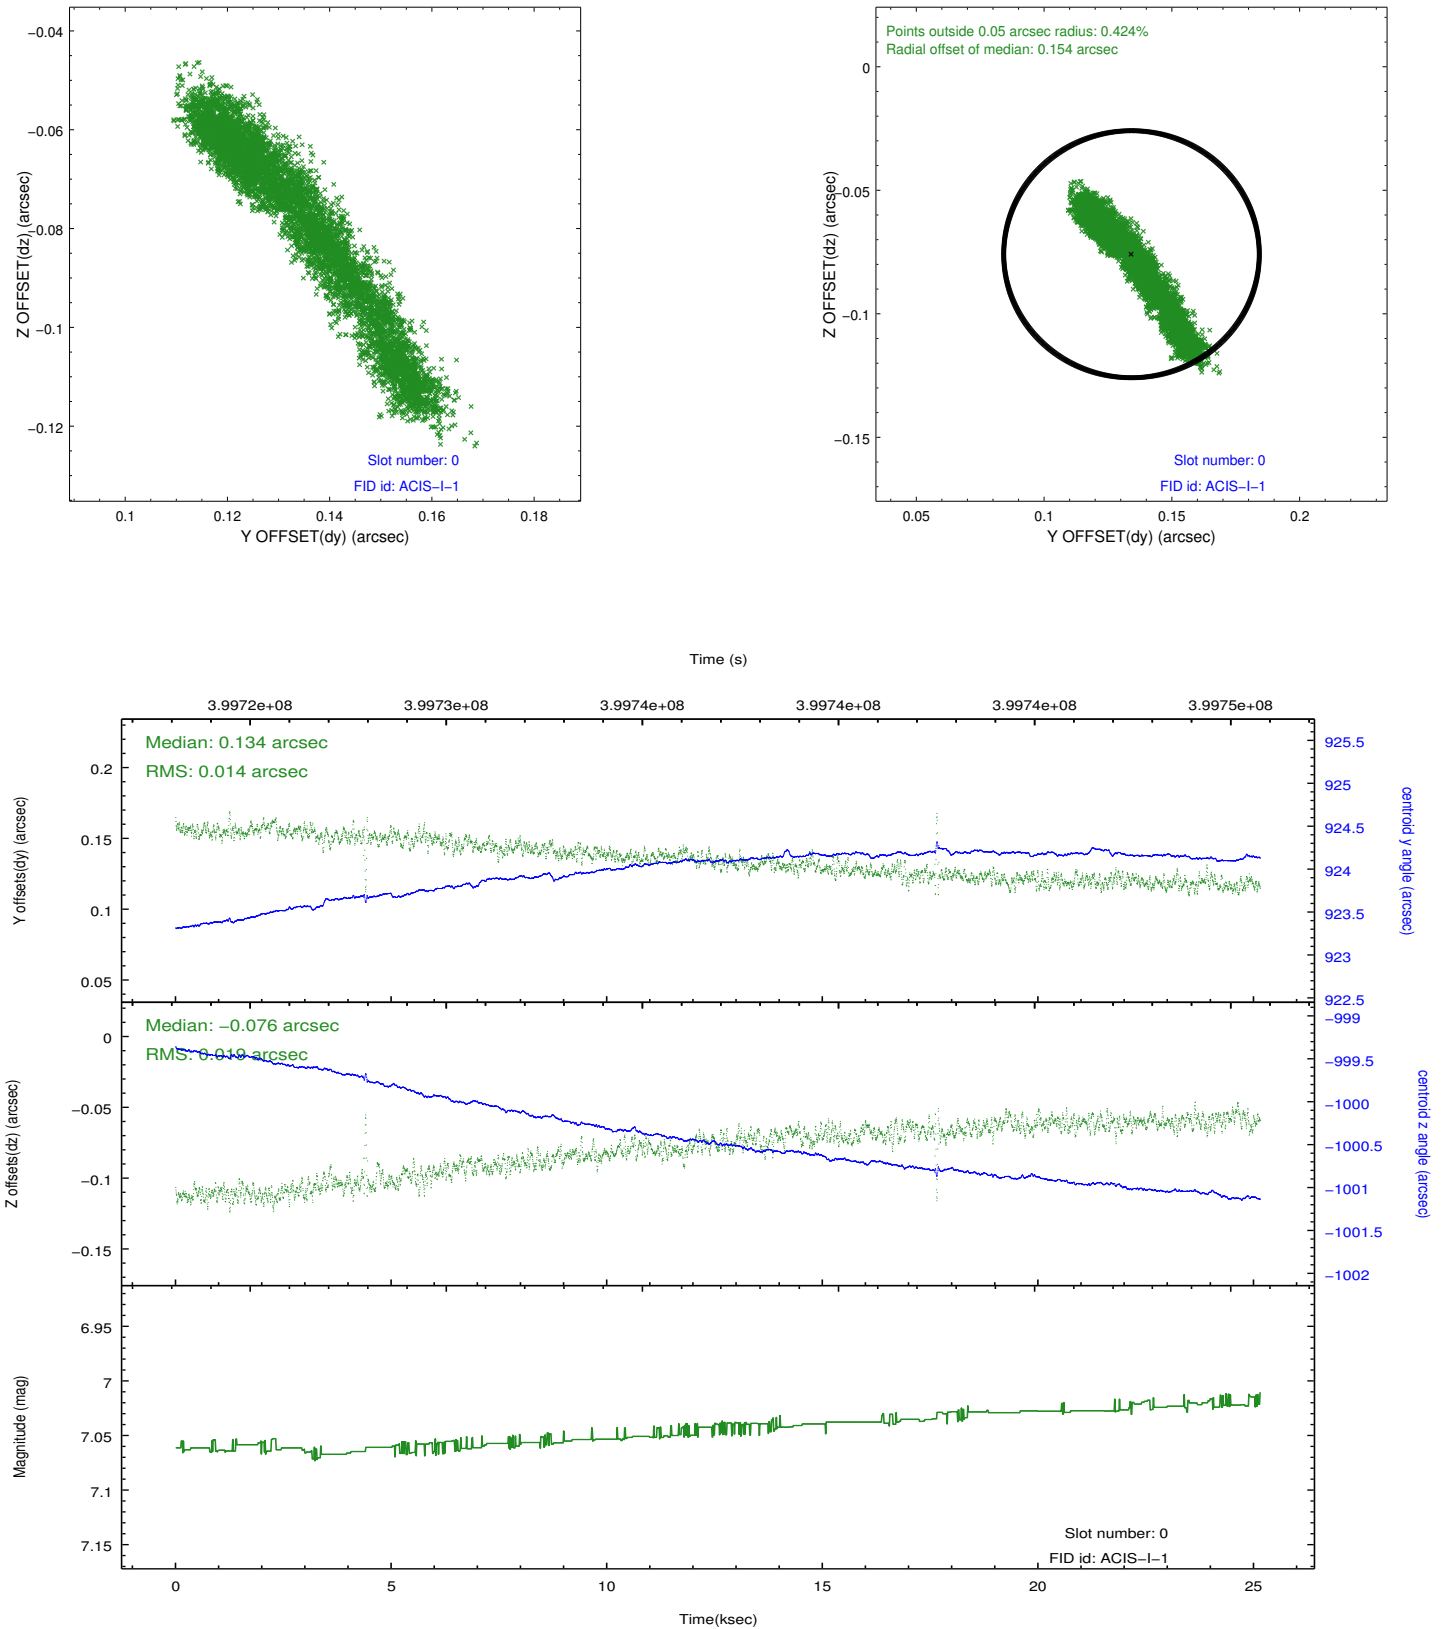 −0.04
−0.06
−0.08
−0.1
−0.12
Z OFFSET(dz) (arcsec)
Slot number: 0
FID id: ACIS−I−1
0.1 0.12 0.14 0.16 0.18
Y OFFSET(dy) (arcsec)
Points outside 0.05 arcsec radius: 0.424%
Radial offset of median: 0.154 arcsec
0
−0.05
−0.1
−0.15
Z OFFSET(dz) (arcsec)
Slot number: 0
FID id: ACIS−I−1
0.05 0.1 0.15 0.2
Y OFFSET(dy) (arcsec)
Time (s)
3.9972e+08 3.9973e+08 3.9974e+08 3.9974e+08 3.9974e+08 3.9975e+08
Median: 0.134 arcsec
RMS: 0.014 arcsec
0.2
0.15
0.1
0.05
Y offsets(dy) (arcsec)
925.5
925
924.5
924
923.5
923
922.5
centroid y angle (arcsec)
Median: −0.076 arcsec
RMS: 0.019 arcsec
0
−0.05
−0.1
−0.15
Z offsets(dz) (arcsec)
−999
−999.5
−1000
−1000.5
−1001
−1001.5
−1002
centroid z angle (arcsec)
6.95
7
7.05
7.1
7.15
Magnitude (mag)
Slot number: 0
FID id: ACIS−I−1
0 5 10 15 20 25
Time(ksec)